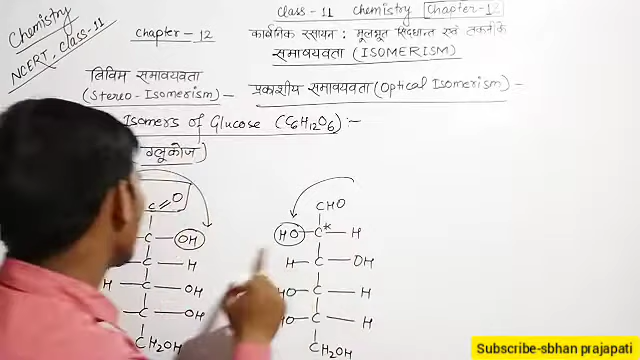 Chemistry
NCERT, class-11
class-11 Chemistry Chapter-12
Chapter-12
कार्बनिक रसायन: मूलभूत सिद्धान्त एवं तकनीके
समावयवता (ISOMERISM)
त्रिविम समावयवता
(Stereo-Isomerism)-
प्रकाशीय समावयवता (Optical Isomerism) -
Isomers of Glucose (C6H12O6) :-
ग्लूकोज)
C=O
CHO
C - OH
HO - C* - H
C - H
H - C - OH
H C - OH
HO - C - H
C - OH
HO - C - H
CH2OH
CH2OH
Subscribe-sbhan prajapati